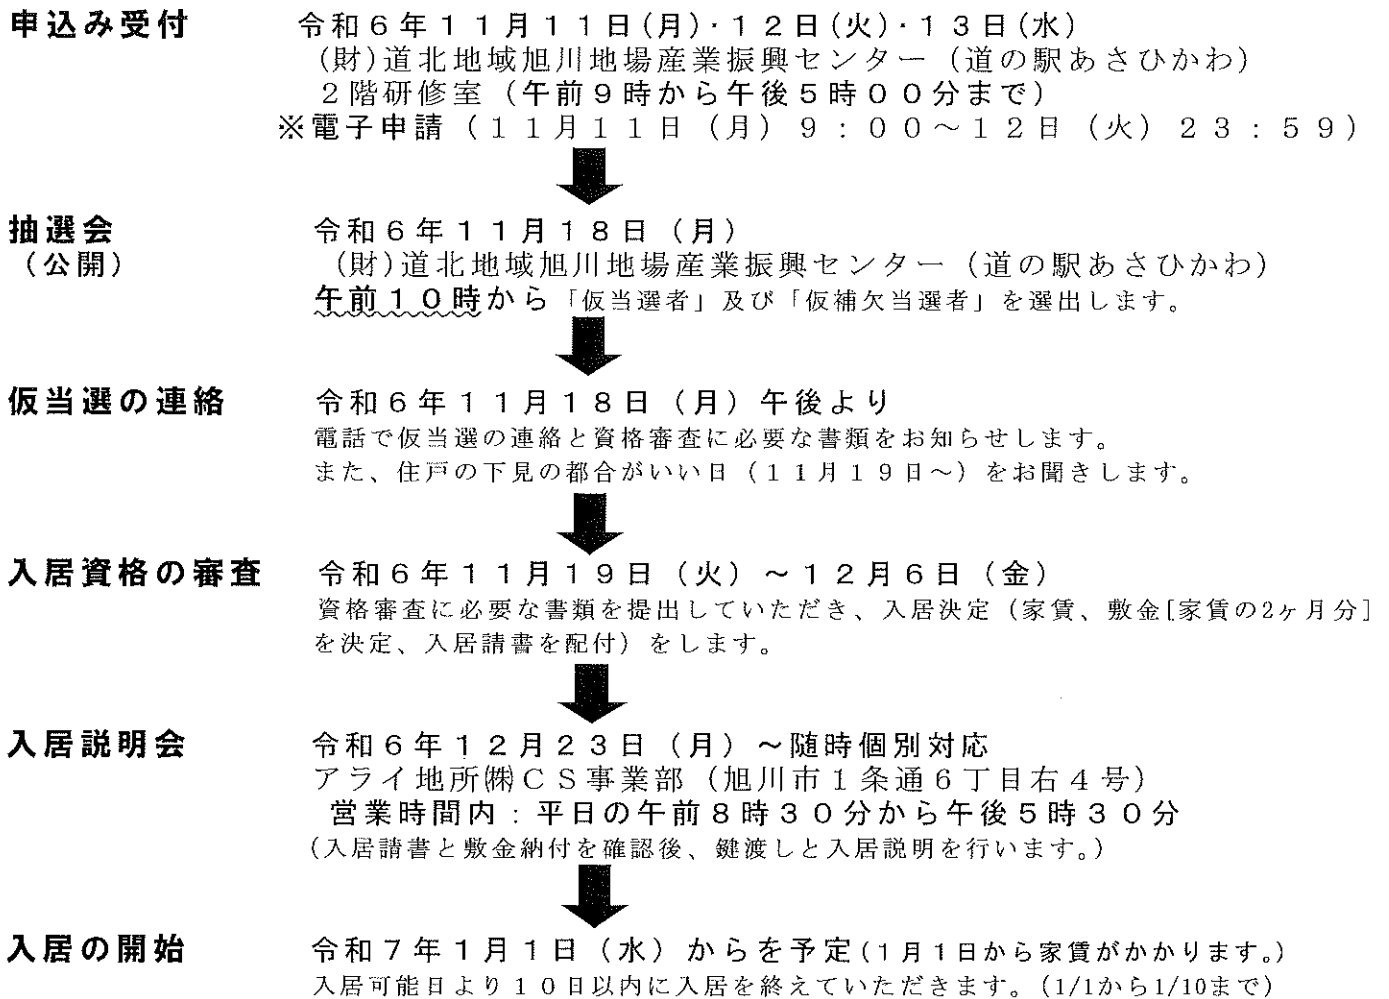 申込み受付 令和６年１１月１１日(月)･１２日(火)･１３日(水)
(財)道北地域旭川地場産業振興センター（道の駅あさひかわ）
２階研修室（午前９時から午後５時００分まで）
※電子申請（１１月１１日（月）９：００～１２日（火）２３：５９）
抽選会 令和６年１１月１８日（月）
（公開） (財)道北地域旭川地場産業振興センター（道の駅あさひかわ）
午前１０時から「仮当選者」及び「仮補欠当選者」を選出します。
仮当選の連絡 令和６年１１月１８日（月）午後より
電話で仮当選の連絡と資格審査に必要な書類をお知らせします。
また、住戸の下見の都合がいい日（１１月１９日～）をお聞きします。
入居資格の審査 令和６年１１月１９日（火）～１２月６日（金）
資格審査に必要な書類を提出していただき、入居決定（家賃、敷金[家賃の2ヶ月分]
を決定、入居請書を配付）をします。
入居説明会 令和６年１２月２３日（月）～随時個別対応
アライ地所㈱ＣＳ事業部（旭川市１条通６丁目右４号）
営業時間内：平日の午前８時３０分から午後５時３０分
(入居請書と敷金納付を確認後、鍵渡しと入居説明を行います。)
入居の開始 令和７年１月１日（水）からを予定(１月１日から家賃がかかります。)
入居可能日より１０日以内に入居を終えていただきます。(1/1から1/10まで)